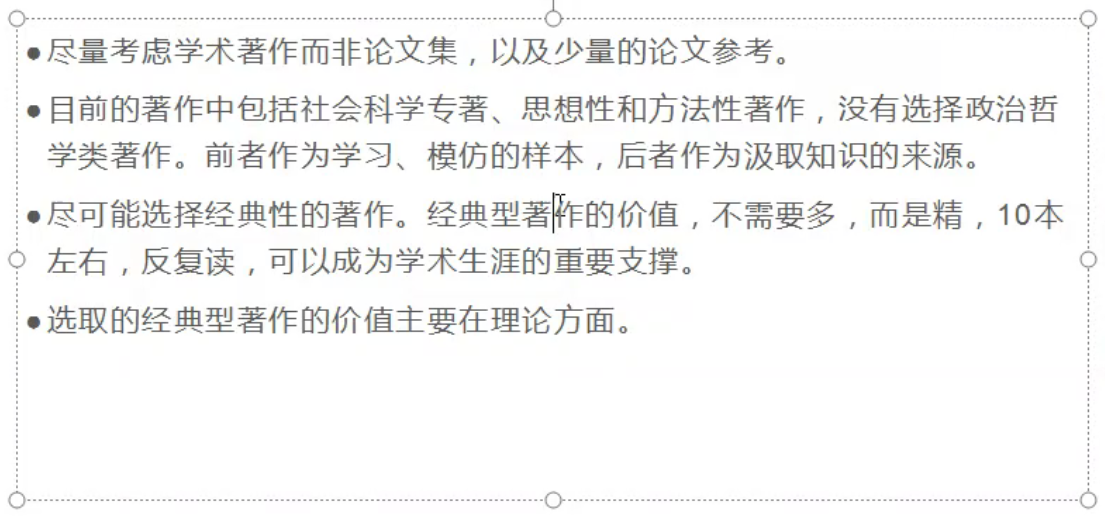 ●尽量考虑学术著作而非论文集，以及少量的论文参考。
●目前的著作中包括社会科学专著、思想性和方法性著作，没有选择政治哲
学类著作。前者作为学习、模仿的样本，后者作为汲取知识的来源。
●尽可能选择经典性的著作。经典型著作的价值，不需要多，而是精，10本
左右，反复读，可以成为学术生涯的重要支撑。
●选取的经典型著作的价值主要在理论方面。